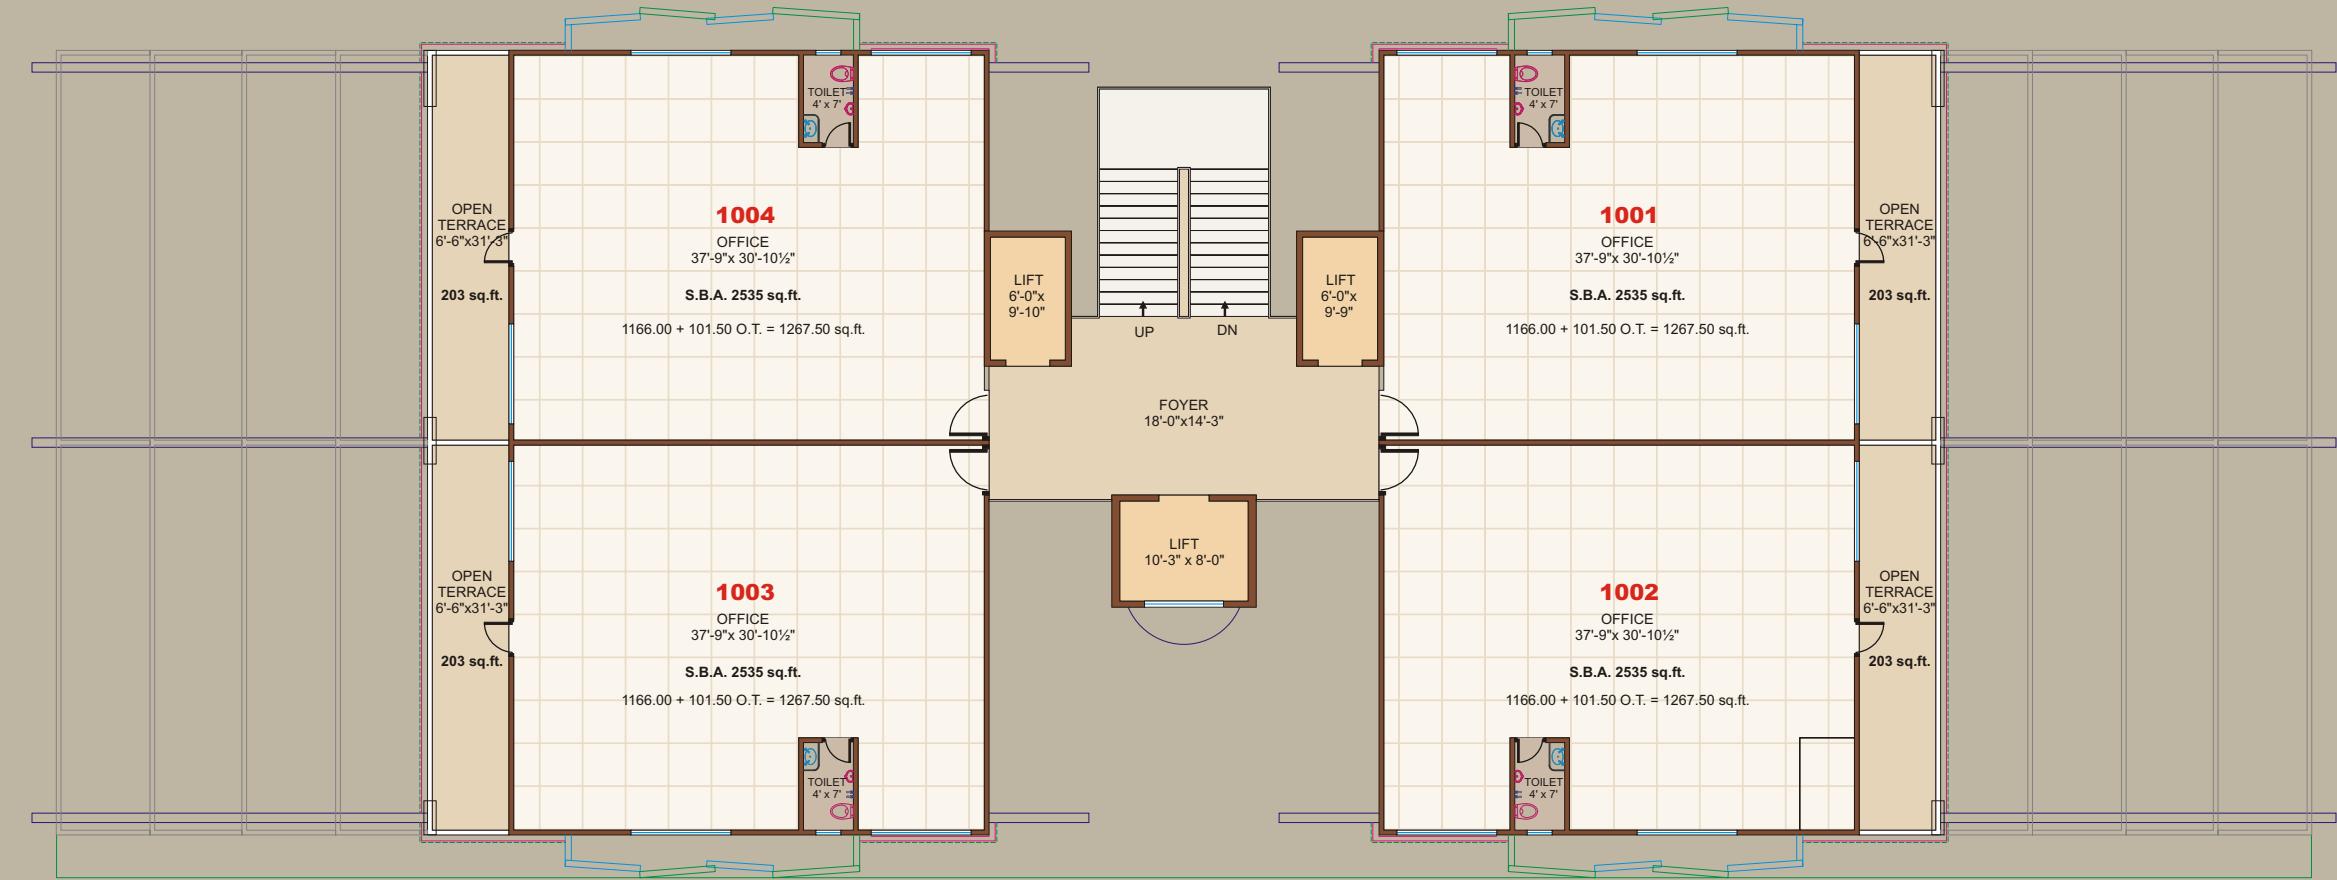 TOILET
4' x 7'
OPEN
TERRACE
6'-6"x31'-3"
203 sq.ft.
1004
OFFICE
37'-9"x 30'-10½"
S.B.A. 2535 sq.ft.
1166.00 + 101.50 O.T. = 1267.50 sq.ft.
LIFT
6'-0"x
9'-10"
UP
DN
LIFT
6'-0"x
9'-9"
TOILET
4' x 7'
1001
OFFICE
37'-9"x 30'-10½"
S.B.A. 2535 sq.ft.
1166.00 + 101.50 O.T. = 1267.50 sq.ft.
OPEN
TERRACE
6'-6"x31'-3"
203 sq.ft.
FOYER
18'-0"x14'-3"
OPEN
TERRACE
6'-6"x31'-3"
203 sq.ft.
1003
OFFICE
37'-9"x 30'-10½"
S.B.A. 2535 sq.ft.
1166.00 + 101.50 O.T. = 1267.50 sq.ft.
TOILET
4' x 7'
LIFT
10'-3" x 8'-0"
1002
OFFICE
37'-9"x 30'-10½"
S.B.A. 2535 sq.ft.
1166.00 + 101.50 O.T. = 1267.50 sq.ft.
TOILET
4' x 7'
OPEN
TERRACE
6'-6"x31'-3"
203 sq.ft.